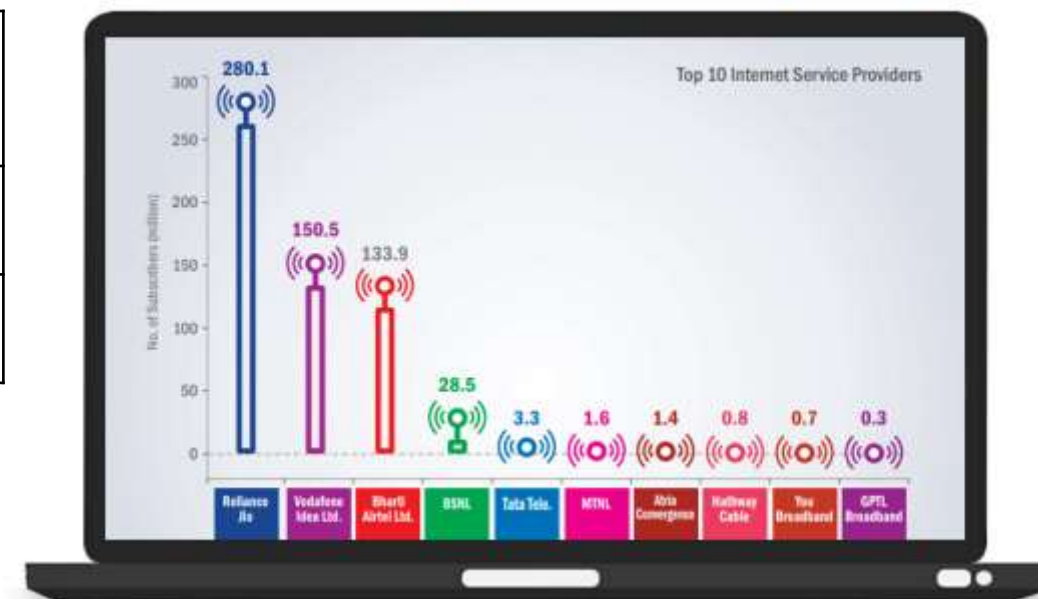 Top 10 Internet Service Providers
No. of Subscribers (million)
300
250
200
150
100
50
0
280.1
150.5
133.9
28.5
3.3
1.6
1.4
0.8
0.7
0.3
Reliance
Jio
Vodafone
Idea Ltd.
Bharti
Airtel Ltd.
BSNL
Tata Tele.
MTNL
Atria
Convergence
Hathway
Cable
You
Broadband
GPTL
Broadband